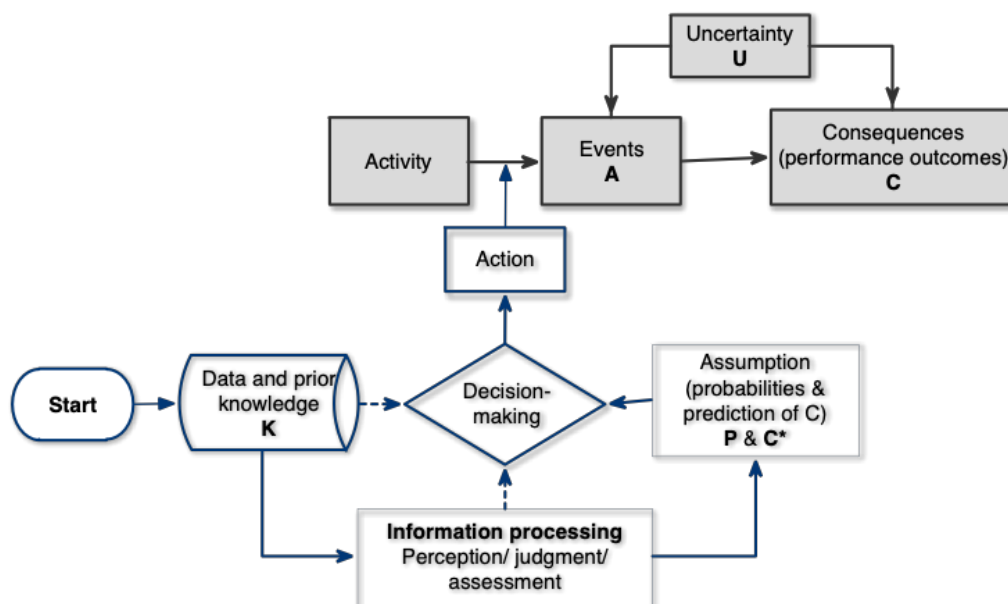 Uncertainty
U
Activity
Events
A
Consequences
(performance outcomes)
C
Action
Start
Data and prior
knowledge
K
Decision-
making
Assumption
(probabilities &
prediction of C)
P & C*
Information processing
Perception/ judgment/
assessment